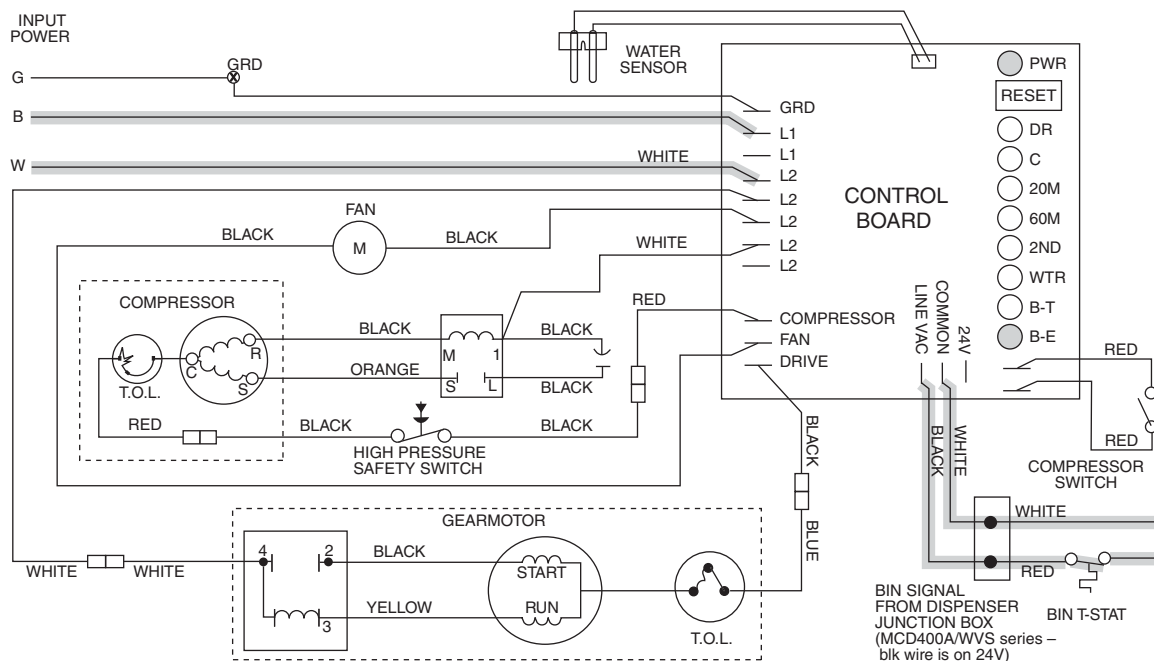 INPUT
POWER
G
GRD
B
W
WHITE
WATER
SENSOR
GRD
L1
L1
L2
L2
L2
L2
L2
CONTROL
BOARD
PWR
RESET
DR
C
20M
60M
2ND
WTR
B-T
B-E
FAN
M
BLACK
BLACK
WHITE
RED
COMPRESSOR
FAN
DRIVE
LINE VAC
COMMON
24V
RED
RED
COMPRESSOR
SWITCH
COMPRESSOR
T.O.L.
C
R
S
BLACK
ORANGE
M
1
S
L
BLACK
BLACK
RED
BLACK
BLACK
HIGH PRESSURE
SAFETY SWITCH
BLACK
BLUE
BLACK
WHITE
WHITE
RED
BIN T-STAT
BIN SIGNAL
FROM DISPENSER
JUNCTION BOX
(MCD400A/WVS series –
blk wire is on 24V)
GEARMOTOR
WHITE
WHITE
4
2
3
BLACK
YELLOW
START
RUN
T.O.L.